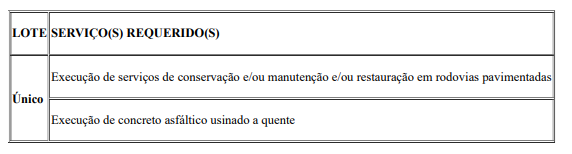 LOTE SERVIÇO(S) REQUERIDO(S)
Execução de serviços de conservação e/ou manutenção e/ou restauração em rodovias pavimentadas
Único
Execução de concreto asfáltico usinado a quente